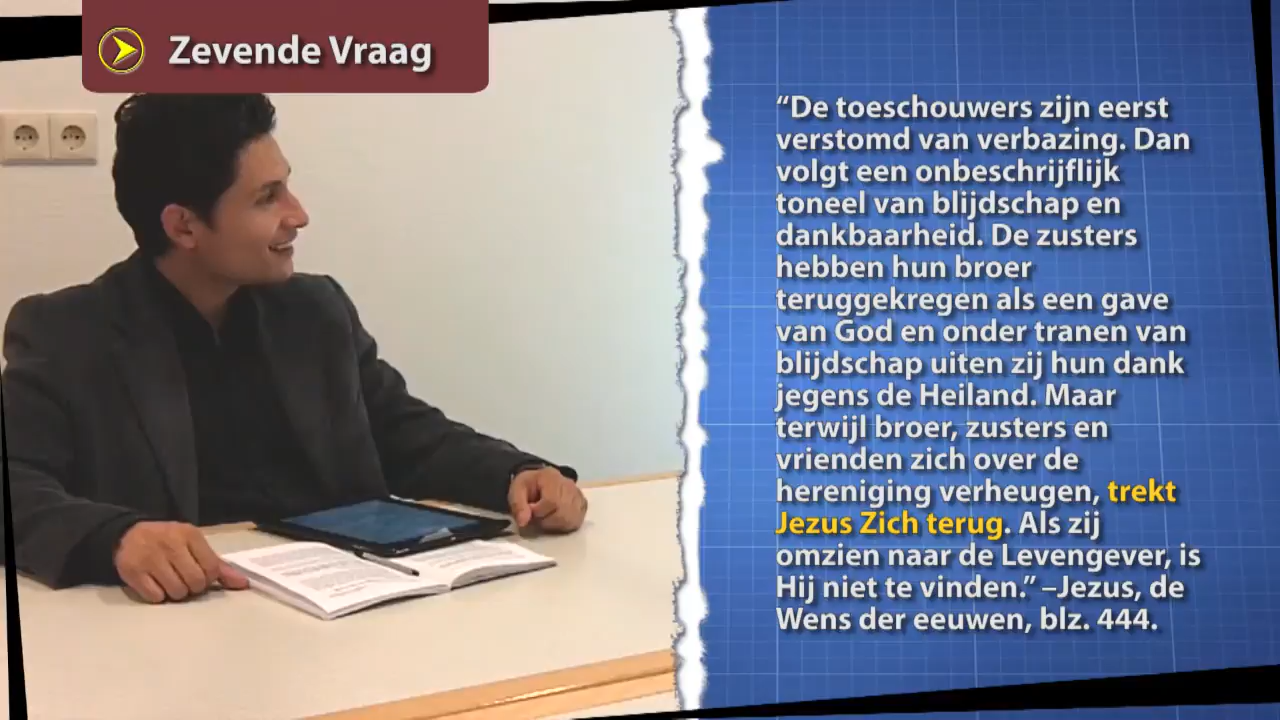 Zevende Vraag
“De toeschouwers zijn eerst
verstomd van verbazing. Dan
volgt een onbeschrijflijk
toneel van blijdschap en
dankbaarheid. De zusters
hebben hun broer
teruggekregen als een gave
van God en onder tranen van
blijdschap uiten zij hun dank
jegens de Heiland. Maar
terwijl broer, zusters en
vrienden zich over de
hereniging verheugen, trekt
Jezus Zich terug. Als zij
omzien naar de Levengever, is
Hij niet te vinden.” –Jezus, de
Wens der eeuwen, blz. 444.